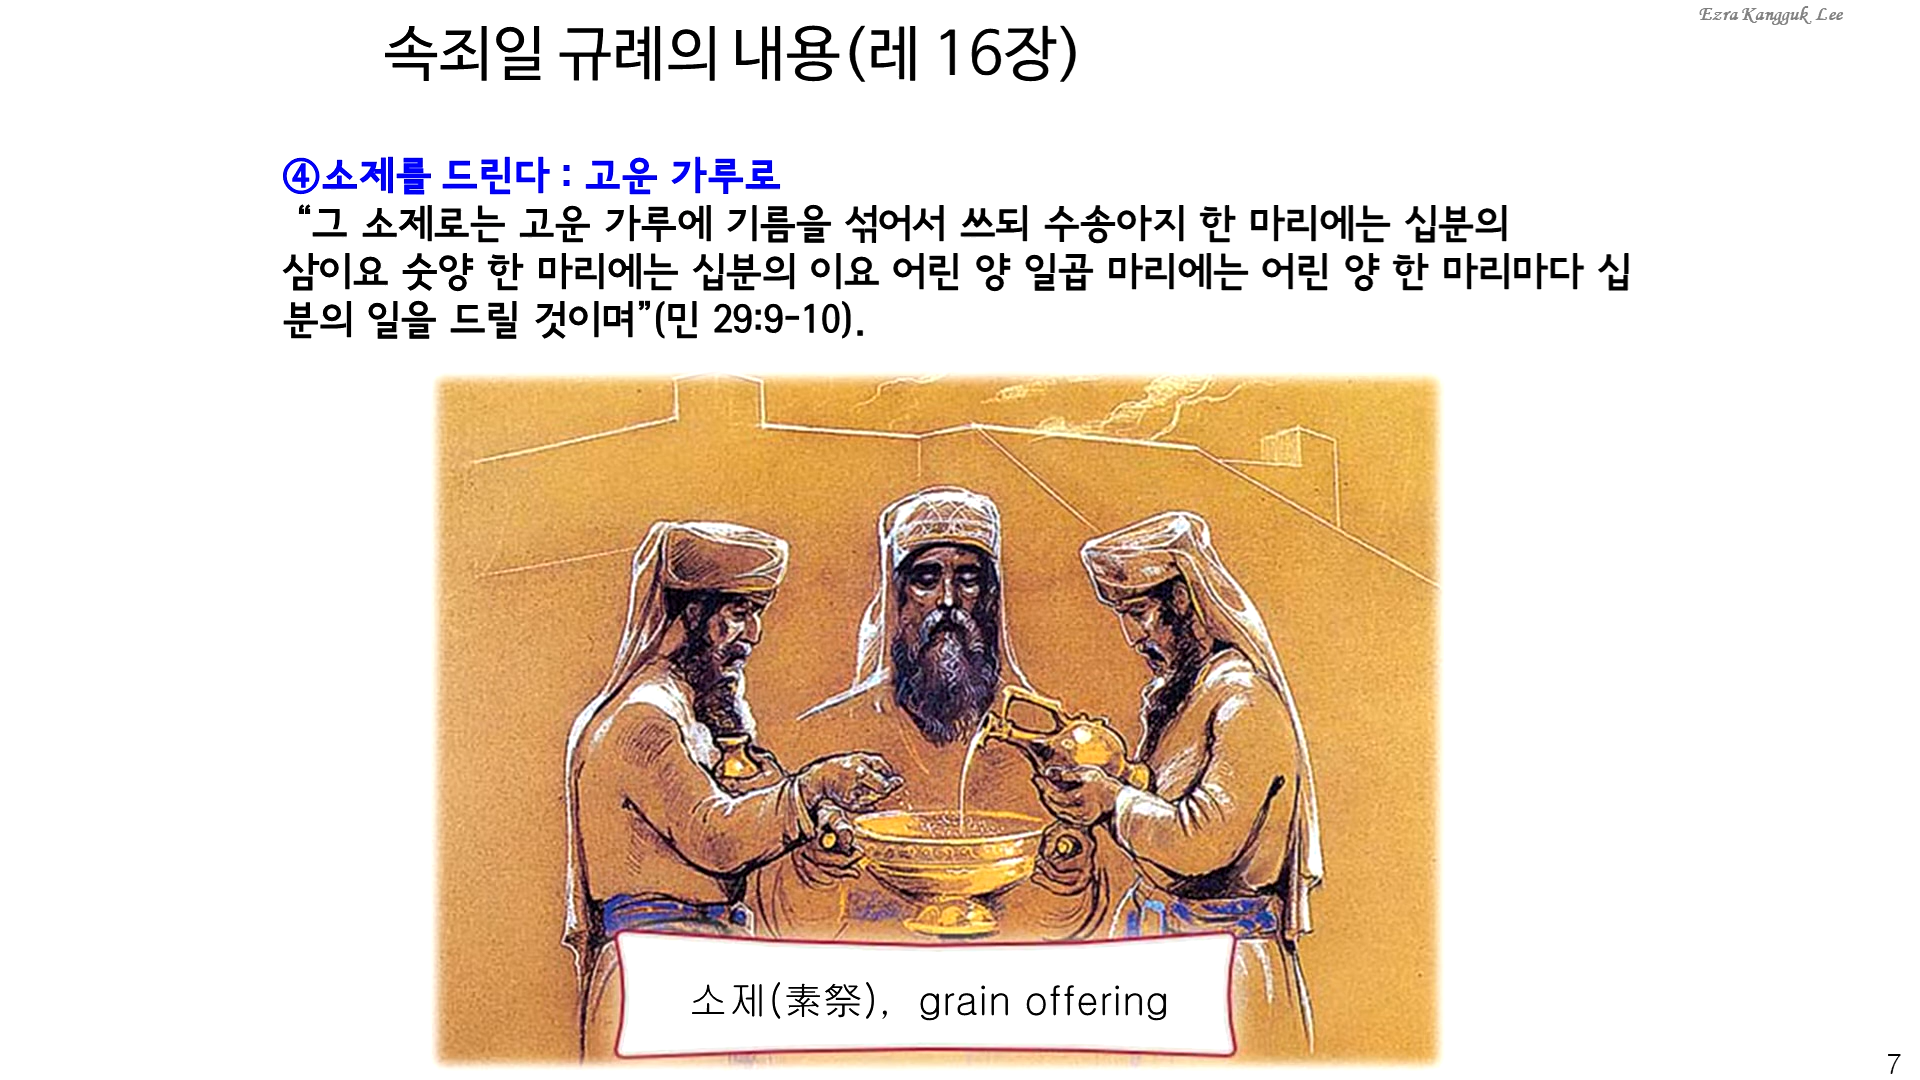 Ezra Kangguk Lee
속죄일 규례의 내용(레 16장)
④소제를 드린다 : 고운 가루로
“그 소제로는 고운 가루에 기름을 섞어서 쓰되 수송아지 한 마리에는 십분의
삼이요 숫양 한 마리에는 십분의 이요 어린 양 일곱 마리에는 어린 양 한 마리마다 십
분의 일을 드릴 것이며”(민 29:9-10).
소제(素祭), grain offering
7